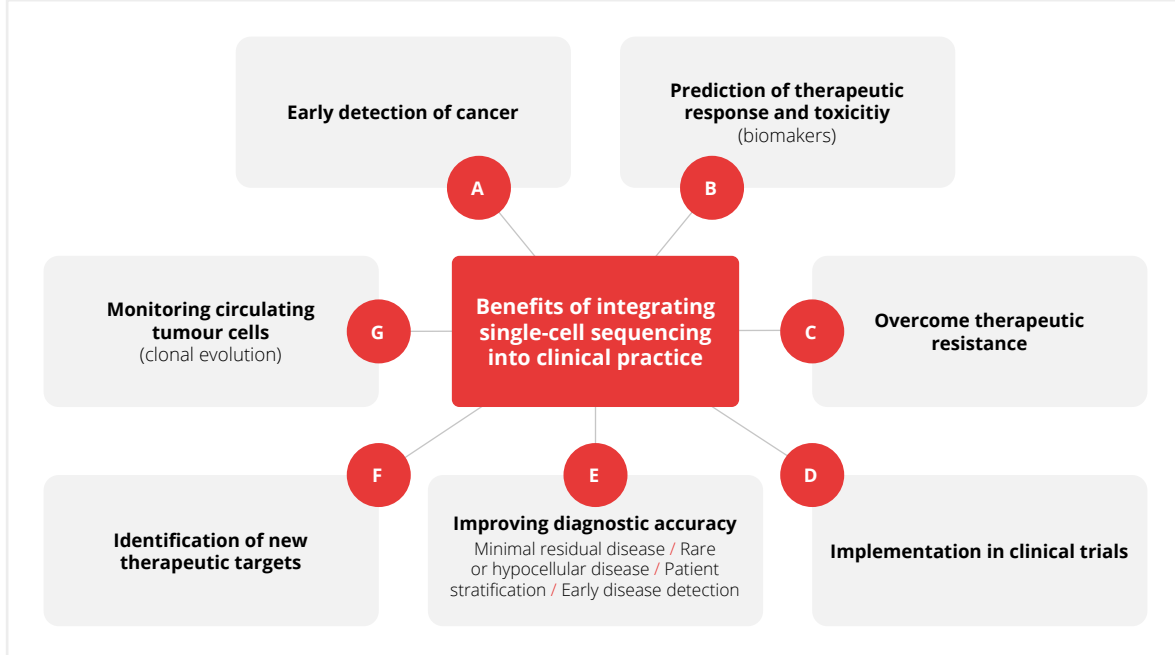 Early detection of cancer
A
Prediction of therapeutic
response and toxicitiy
(biomakers)
B
Benefits of integrating
single-cell sequencing
into clinical practice
Overcome therapeutic
resistance
C
Implementation in clinical trials
D
E
Improving diagnostic accuracy
Minimal residual disease / Rare
or hypocellular disease / Patient
stratification / Early disease detection
F
Identification of new
therapeutic targets
Monitoring circulating
tumour cells
(clonal evolution)
G